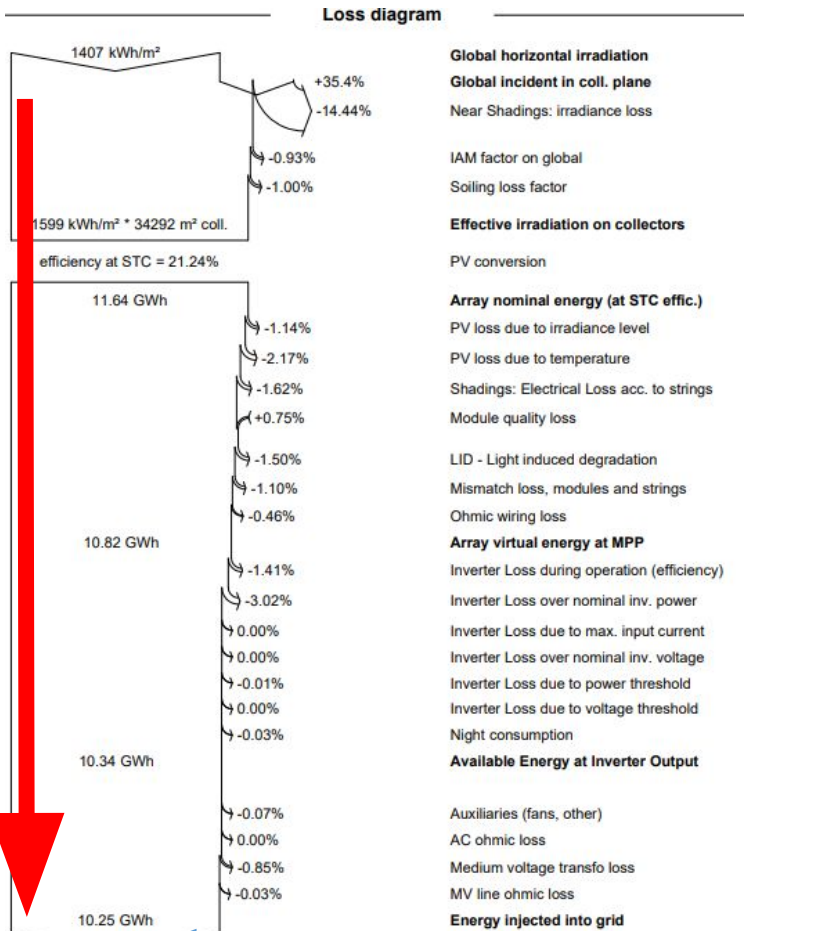 Loss diagram
1407 kWh/m² Global horizontal irradiation
+35.4% Global incident in coll. plane
-14.44% Near Shadings: irradiance loss
-0.93% IAM factor on global
-1.00% Soiling loss factor
1599 kWh/m² * 34292 m² coll. Effective irradiation on collectors
efficiency at STC = 21.24% PV conversion
11.64 GWh Array nominal energy (at STC effic.)
-1.14% PV loss due to irradiance level
-2.17% PV loss due to temperature
-1.62% Shadings: Electrical Loss acc. to strings
+0.75% Module quality loss
-1.50% LID - Light induced degradation
-1.10% Mismatch loss, modules and strings
-0.46% Ohmic wiring loss
10.82 GWh Array virtual energy at MPP
-1.41% Inverter Loss during operation (efficiency)
-3.02% Inverter Loss over nominal inv. power
0.00% Inverter Loss due to max. input current
0.00% Inverter Loss over nominal inv. voltage
-0.01% Inverter Loss due to power threshold
0.00% Inverter Loss due to voltage threshold
-0.03% Night consumption
10.34 GWh Available Energy at Inverter Output
-0.07% Auxiliaries (fans, other)
0.00% AC ohmic loss
-0.85% Medium voltage transfo loss
-0.03% MV line ohmic loss
10.25 GWh Energy injected into grid